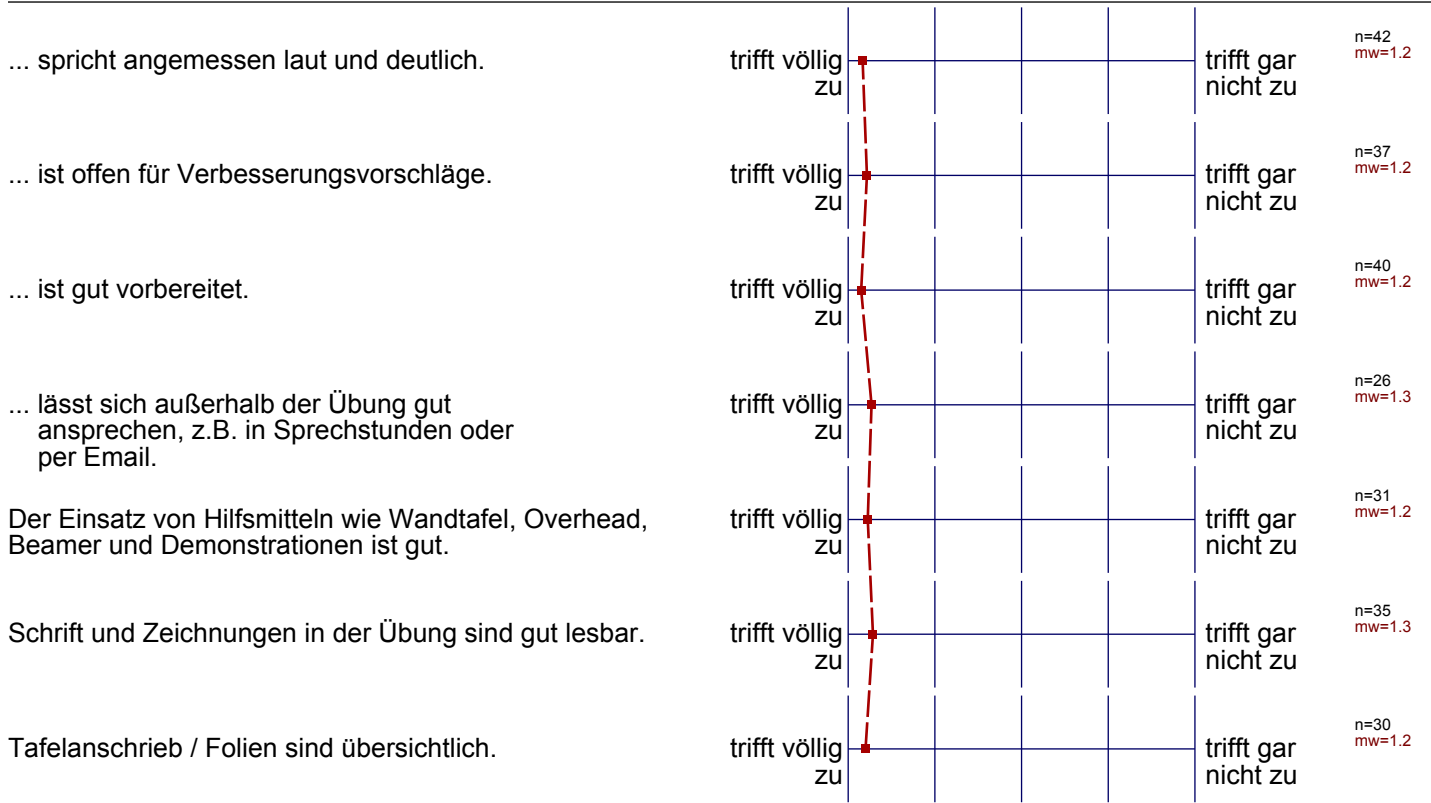 ... spricht angemessen laut und deutlich.
trifft völlig
zu
trifft gar
nicht zu
n=42
mw=1.2
... ist offen für Verbesserungsvorschläge.
trifft völlig
zu
trifft gar
nicht zu
n=37
mw=1.2
... ist gut vorbereitet.
trifft völlig
zu
trifft gar
nicht zu
n=40
mw=1.2
... lässt sich außerhalb der Übung gut
ansprechen, z.B. in Sprechstunden oder
per Email.
trifft völlig
zu
trifft gar
nicht zu
n=26
mw=1.3
Der Einsatz von Hilfsmitteln wie Wandtafel, Overhead,
Beamer und Demonstrationen ist gut.
trifft völlig
zu
trifft gar
nicht zu
n=31
mw=1.2
Schrift und Zeichnungen in der Übung sind gut lesbar.
trifft völlig
zu
trifft gar
nicht zu
n=35
mw=1.3
Tafelanschrieb / Folien sind übersichtlich.
trifft völlig
zu
trifft gar
nicht zu
n=30
mw=1.2